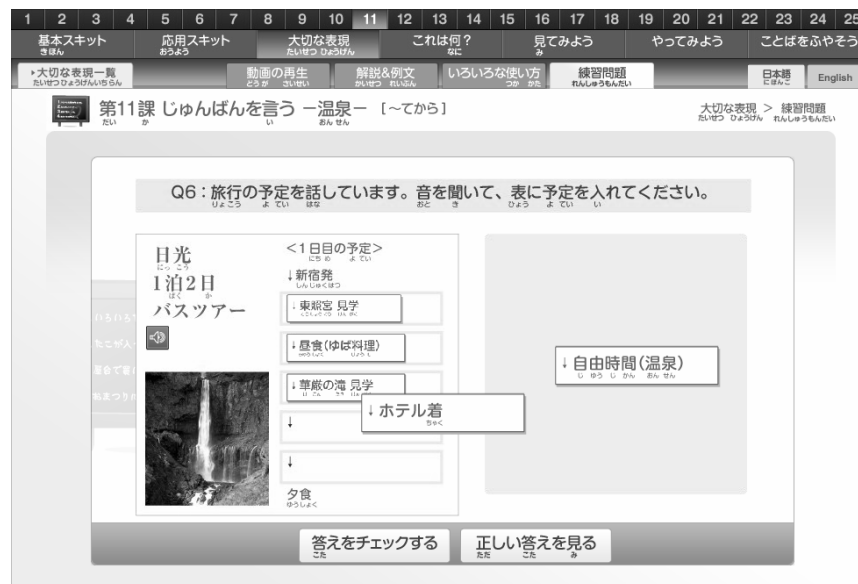 1 2 3 4 5 6 7 8 9 10 11 12 13 14 15 16 17 18 19 20 21 22 23 24 25
基本スキット 応用スキット 大切な表現 これは何？ 見てみよう やってみよう ことばをふやそう
きほん おうよう たいせつ ひょうげん なに み
▸大切な表現一覧 動画の再生 解説&例文 いろいろな使い方 練習問題 日本語 English
たいせつひょうげんいちらん どうが さいせい かいせつ れいぶん つか かた れんしゅうもんだい にほんご
第11課 じゅんばんを言う －温泉－ [～てから] 大切な表現 > 練習問題
だい か い おんせん たいせつ ひょうげん れんしゅうもんだい
Q6：旅行の予定を話しています。音を聞いて、表に予定を入れてください。
りょこう よてい はな おと き ひょう よてい い
日光
にっこう
1泊2日
ぱく か
バスツアー
<1日目の予定>
にちめ よてい
↓新宿発
しんじゅくはつ
↓東照宮 見学
↓昼食(ゆば料理)
↓華厳の滝 見学
↓ホテル着
ちゃく
↓
↓
夕食
ゆうしょく
↓自由時間(温泉)
じゆうじかん おんせん
答えをチェックする 正しい答えを見る
こた ただ こた み